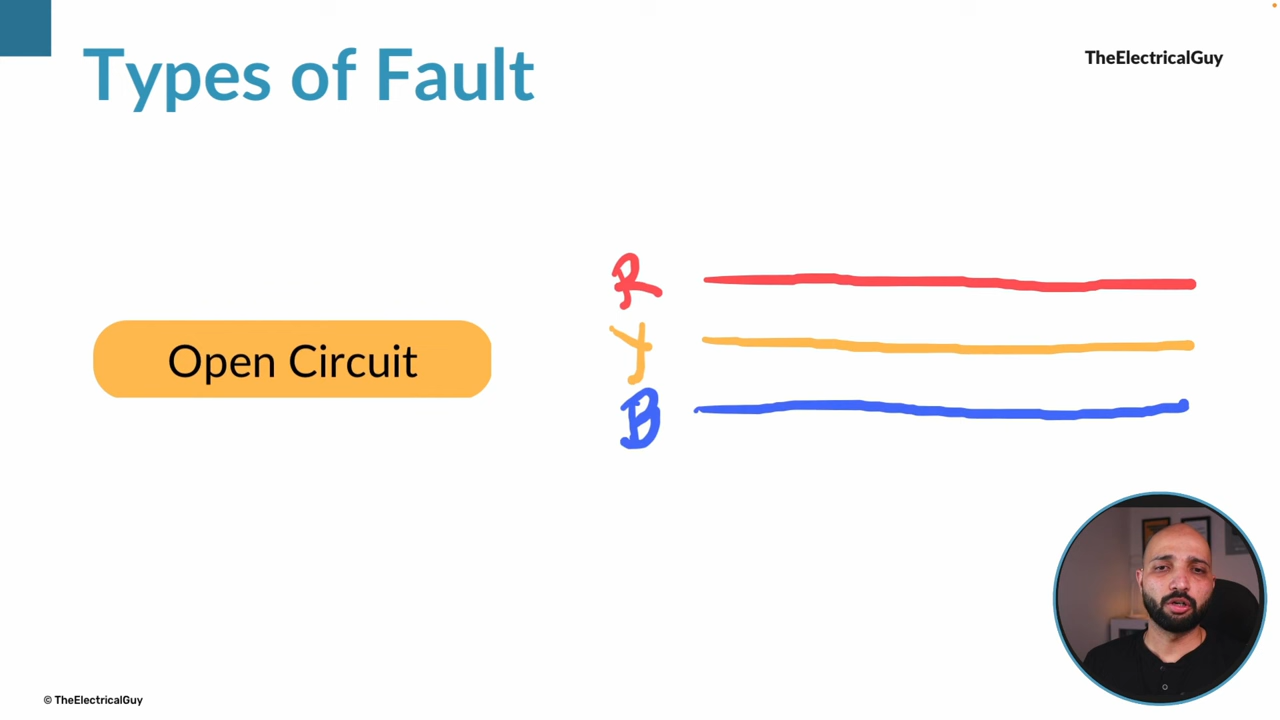 Types of Fault
TheElectricalGuy
R
Y
Open Circuit
B
© TheElectricalGuy